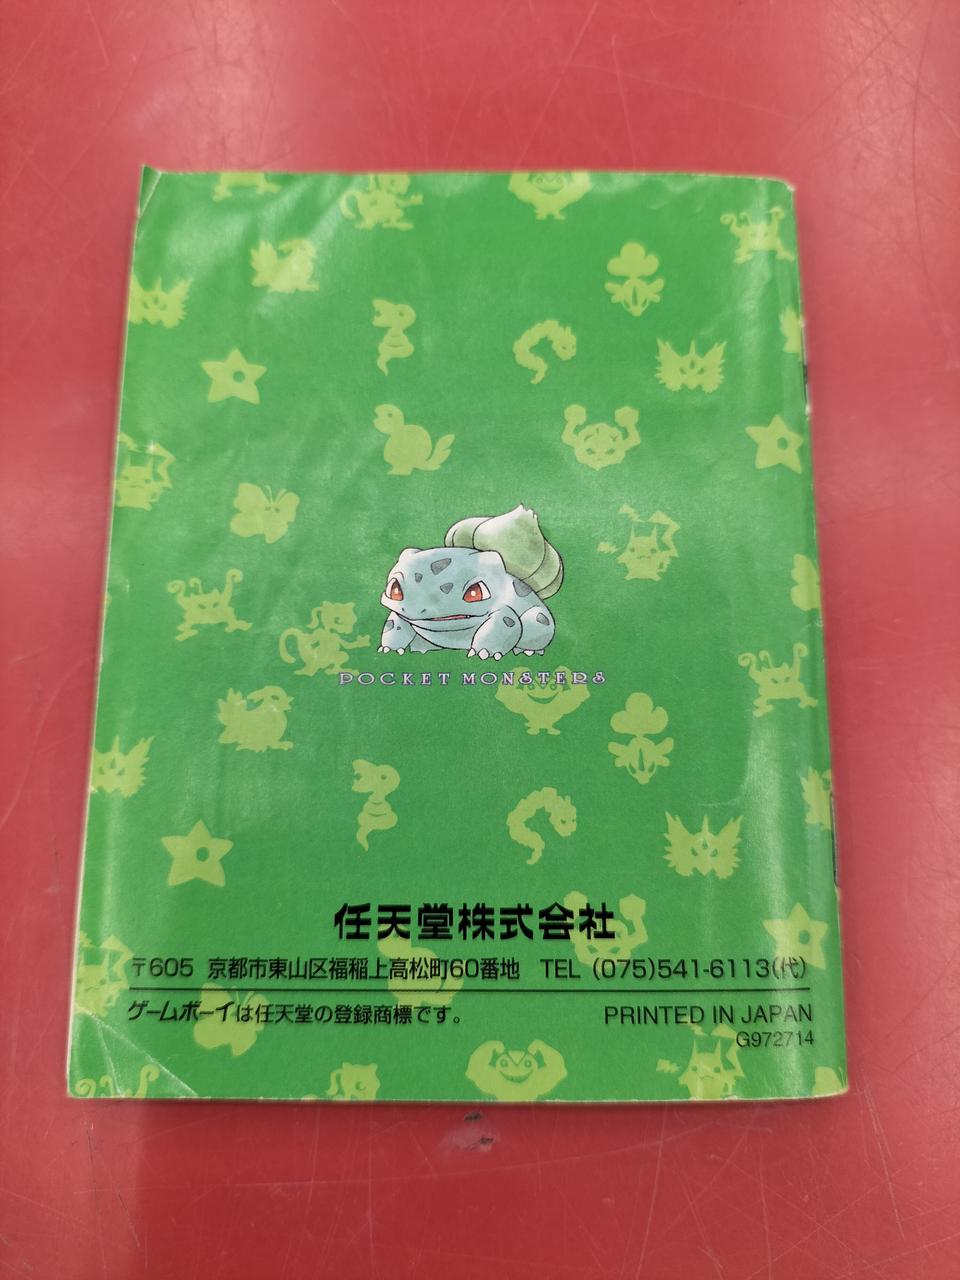 POCKET MONSTERS
任天堂株式会社
〒605 京都市東山区福稲上高松町60番地 TEL (075)541-6113(代)
ゲームボーイは任天堂の登録商標です。 PRINTED IN JAPAN
G972714